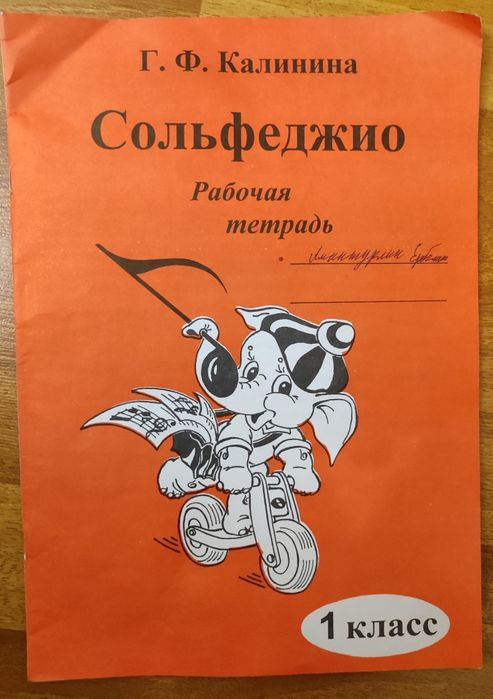 Г. Ф. Калинина
Сольфеджио
Рабочая
тетрадь
1 класс